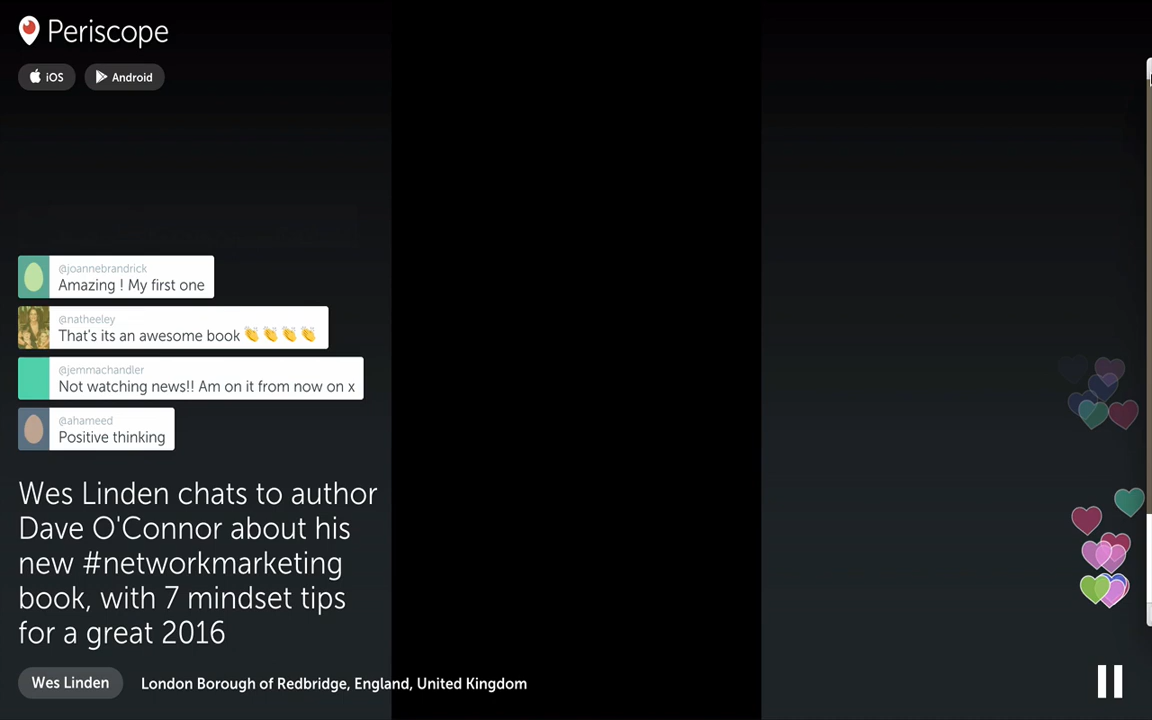 Periscope
iOS
Android
@joannebrandrick
Amazing ! My first one
@natheeley
That's its an awesome book 👏 👏 👏 👏
@jemmachandler
Not watching news!! Am on it from now on x
@ahameed
Positive thinking
Wes Linden chats to author
Dave O'Connor about his
new #networkmarketing
book, with 7 mindset tips
for a great 2016
Wes Linden
London Borough of Redbridge, England, United Kingdom